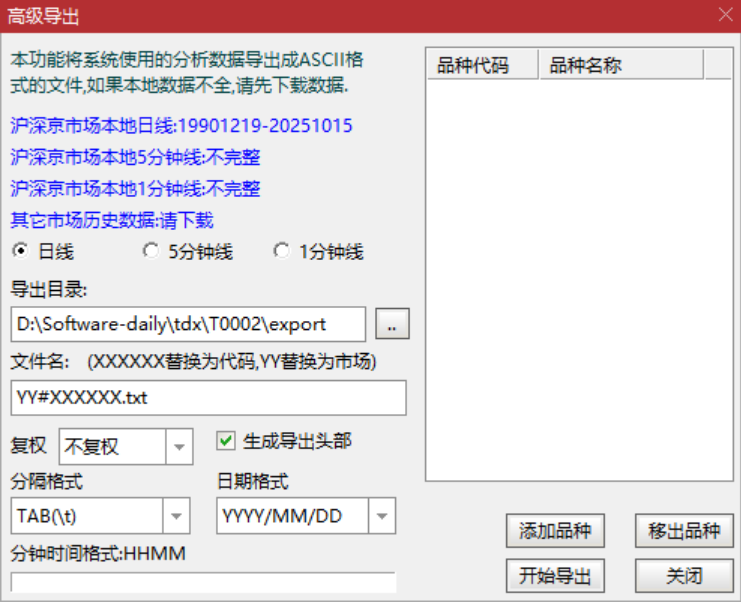 高级导出
本功能将系统使用的分析数据导出成ASCII格
式的文件,如果本地数据不全,请先下载数据.
沪深京市场本地日线:19901219-20251015
沪深京市场本地5分钟线:不完整
沪深京市场本地1分钟线:不完整
其它市场历史数据:请下载
日线 5分钟线 1分钟线
导出目录:
D:\Software-daily\tdx\T0002\export ..
文件名: (XXXXXX替换为代码,YY替换为市场)
YY#XXXXXX.txt
复权 不复权 生成导出头部
分隔格式 日期格式
TAB(\t) YYYY/MM/DD
分钟时间格式:HHMM
品种代码 品种名称
添加品种 移出品种
开始导出 关闭